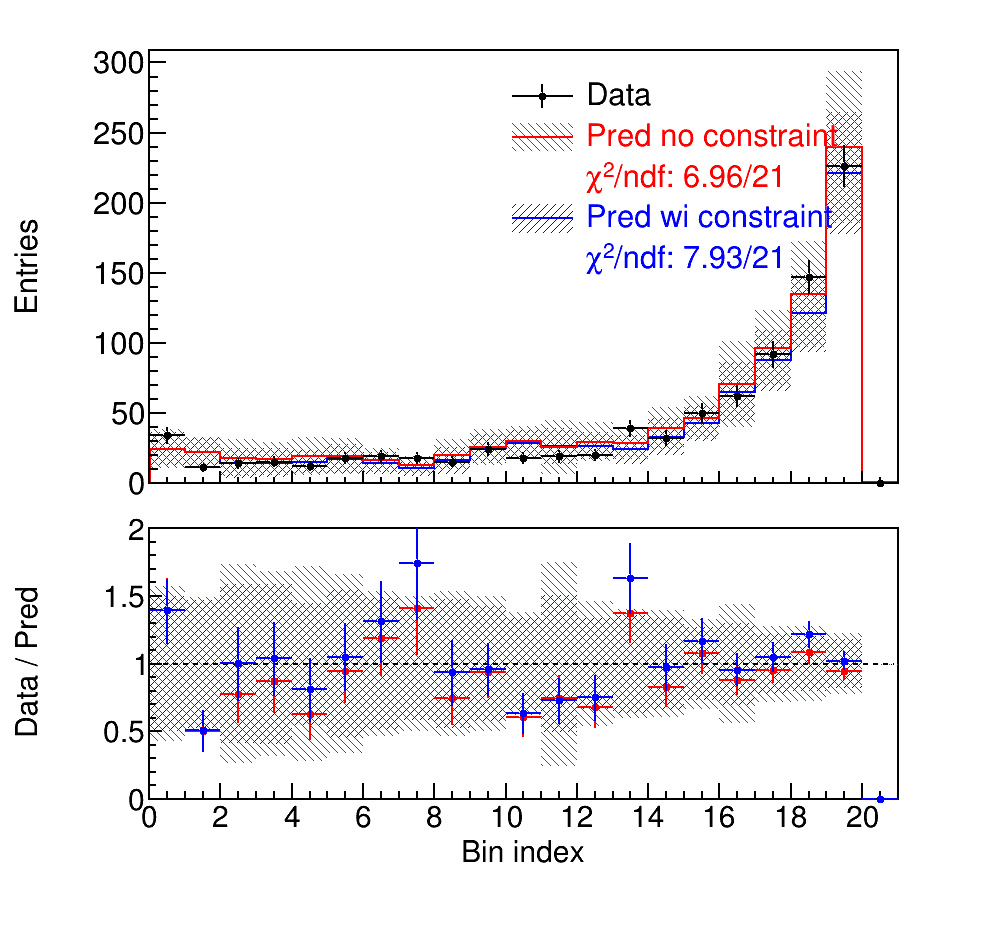 300
250
200
150
100
50
0
Entries
Data
Pred no constraint
χ²/ndf: 6.96/21
Pred wi constraint
χ²/ndf: 7.93/21
2
1.5
1
0.5
0
Data / Pred
0 2 4 6 8 10 12 14 16 18 20
Bin index